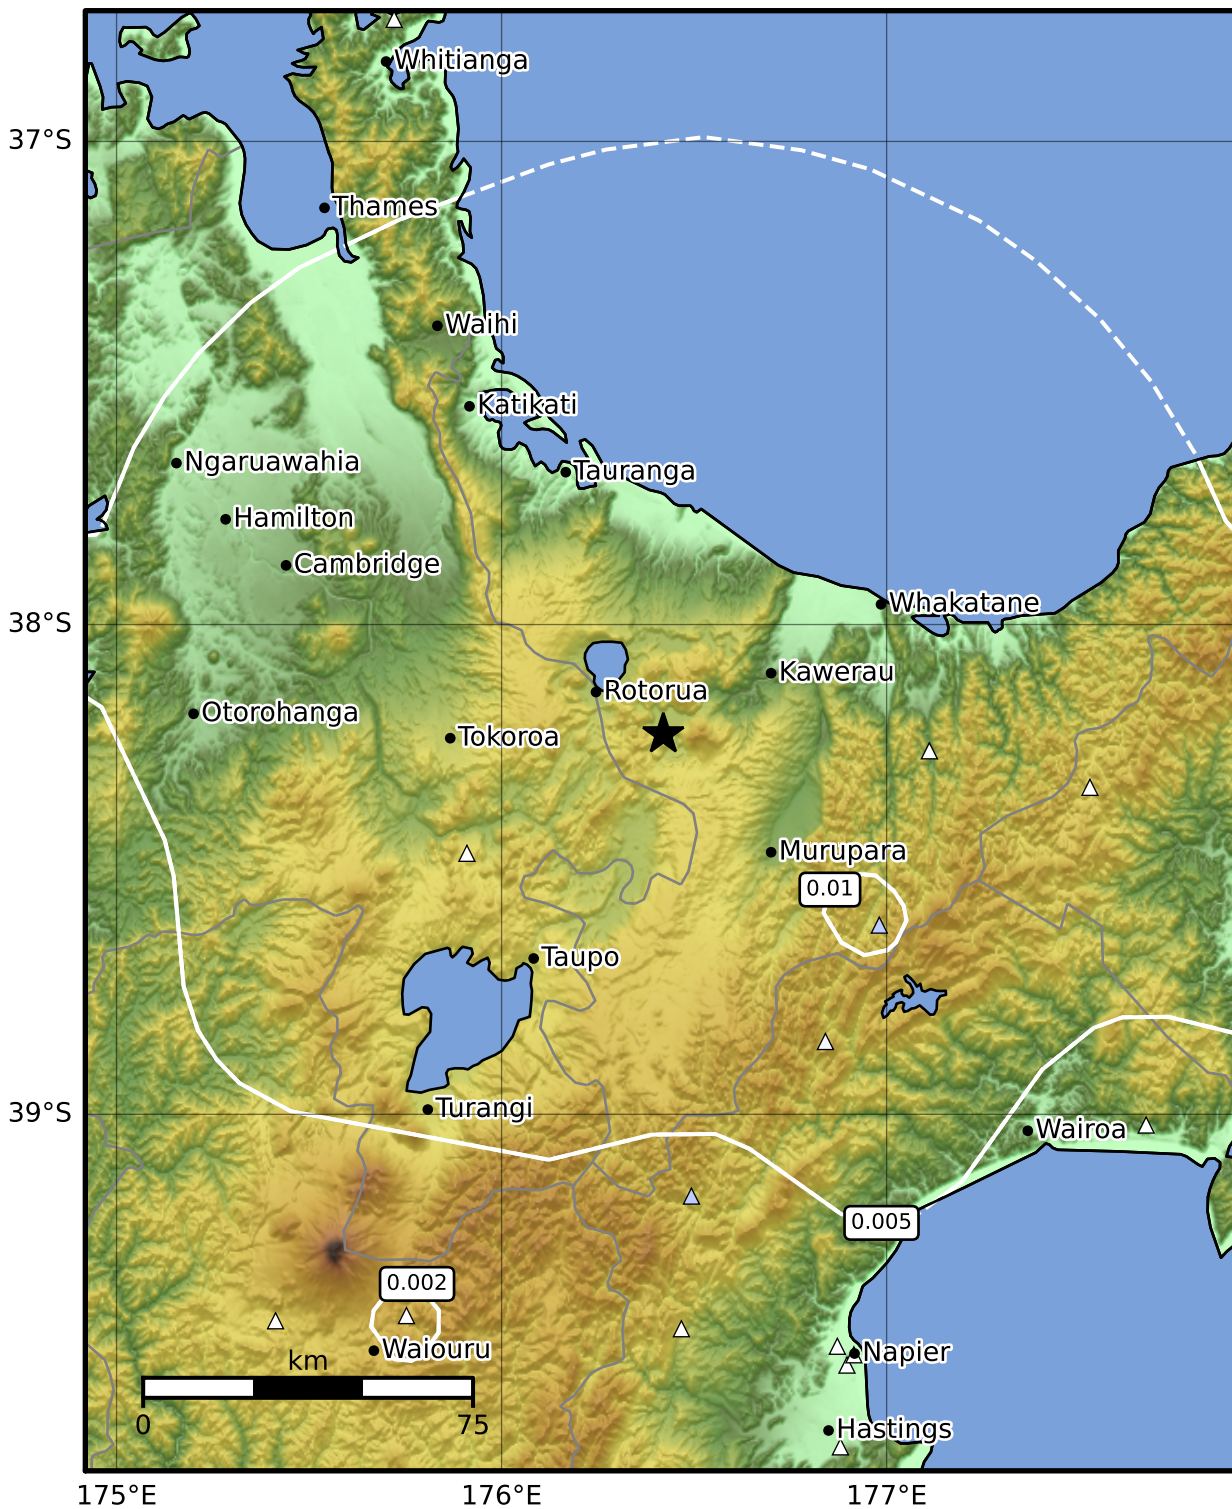 Whitianga
37°S
Thames
Waihi
Katikati
Ngaruawahia
Tauranga
Hamilton
Cambridge
Whakatane
38°S
Kawerau
Rotorua
Otorohanga
Tokoroa
Murupara
0.01
Taupo
Turangi
39°S
Wairoa
0.005
0.002
Waiouru
Napier
km
0
75
Hastings
175°E
176°E
177°E